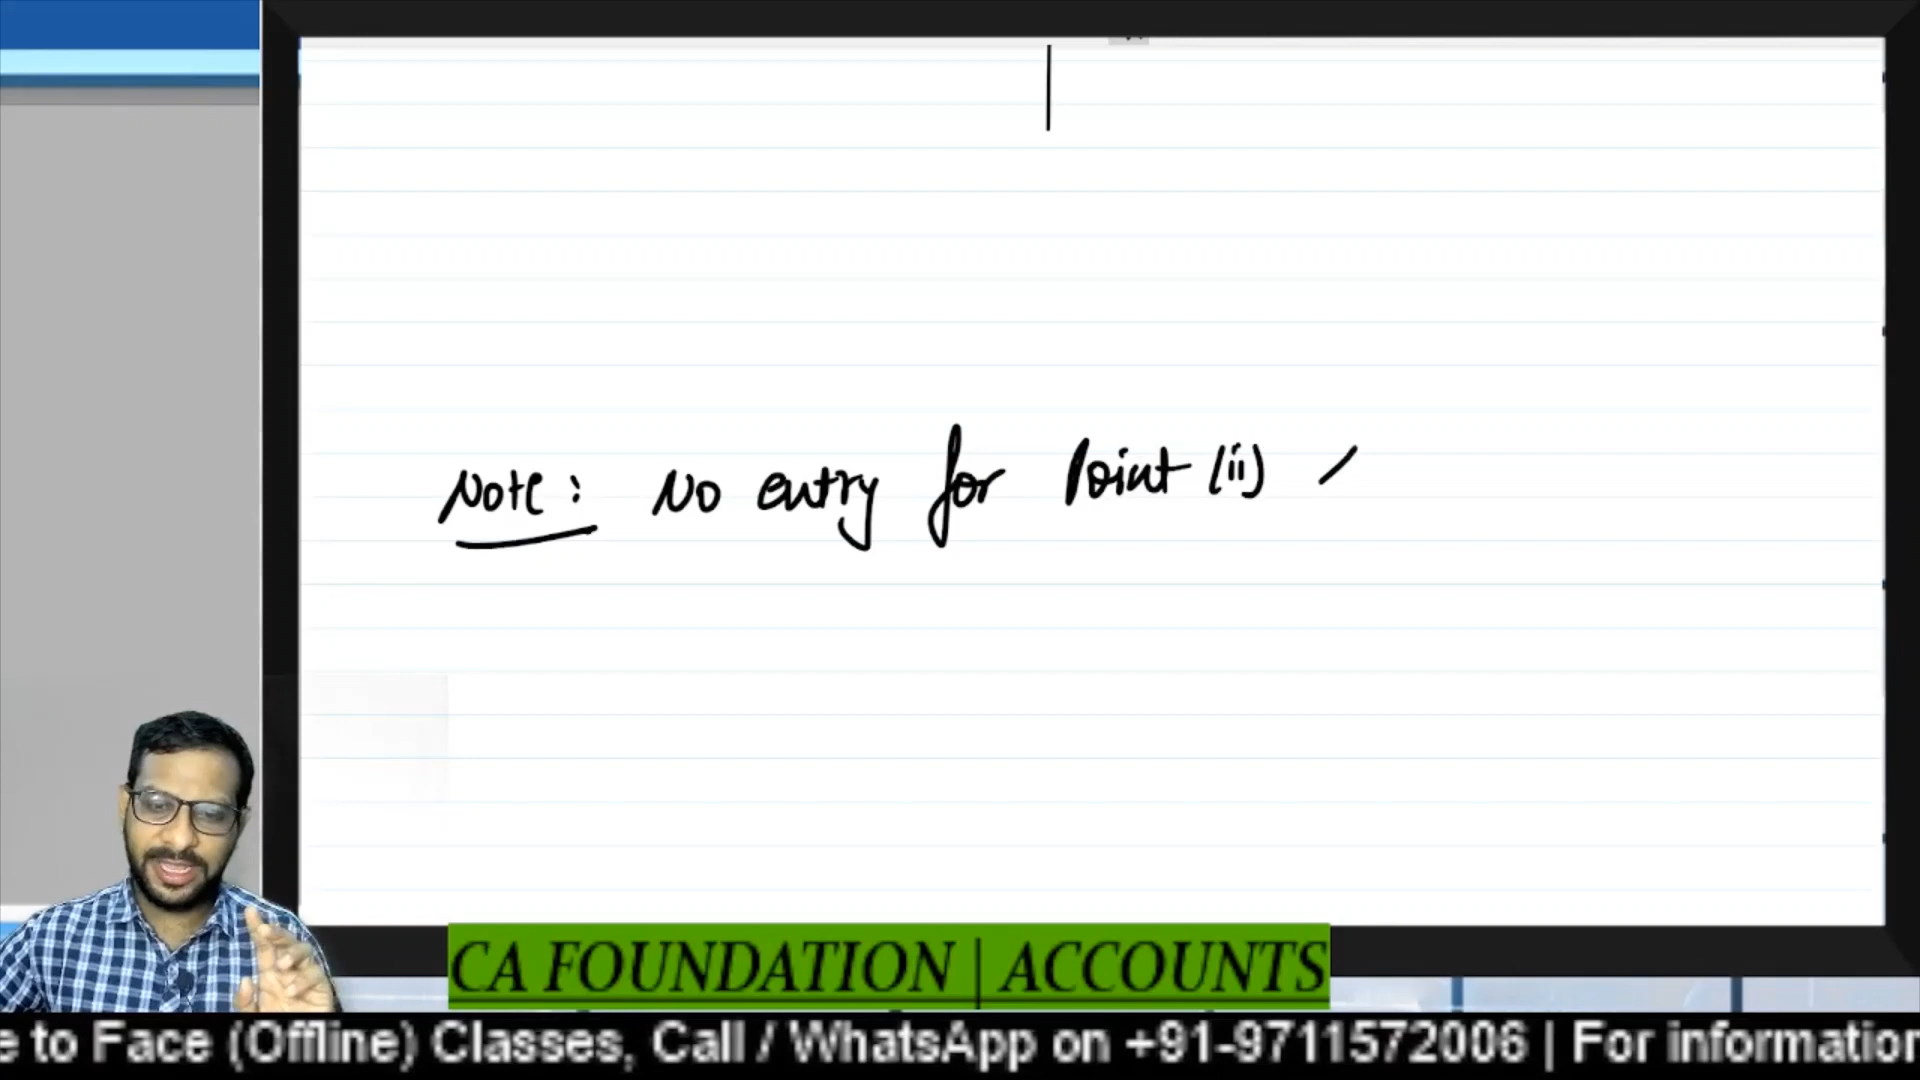 Note: No entry for Point (ii)
CA FOUNDATION | ACCOUNTS
e to Face (Offline) Classes, Call / WhatsApp on +91-9711572006 | For information